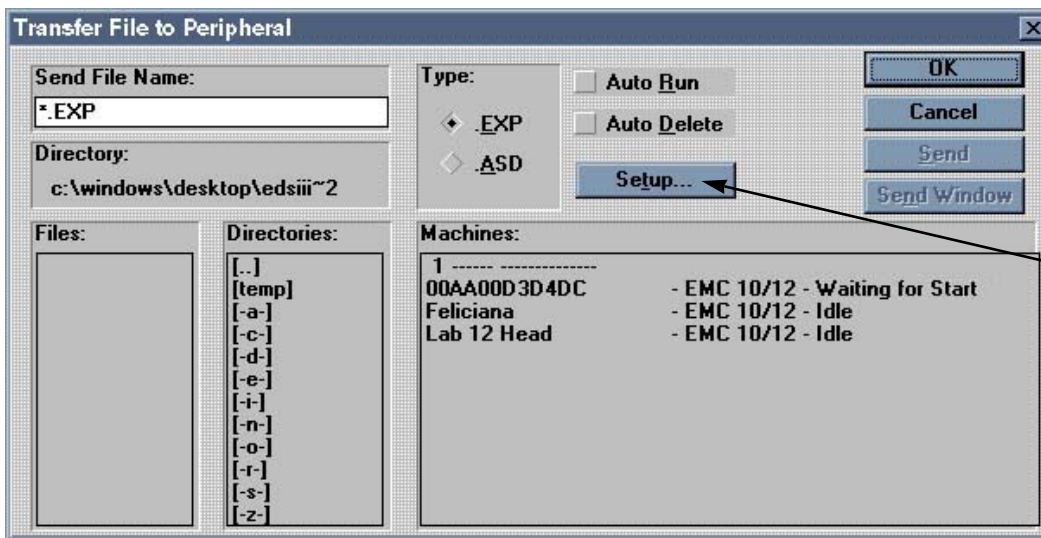 Transfer File to Peripheral
Send File Name:
*.EXP
Directory:
c:\windows\desktop\edsiii~2
Type:
.EXP
.ASD
Auto Run
Auto Delete
Setup...
OK
Cancel
Send
Send Window
Files:
Directories:
[..]
[temp]
[-a-]
[-c-]
[-d-]
[-e-]
[-i-]
[-n-]
[-o-]
[-r-]
[-s-]
[-z-]
Machines:
1 ------ --------------
00AA00D3D4DC - EMC 10/12 - Waiting for Start
Feliciana - EMC 10/12 - Idle
Lab 12 Head - EMC 10/12 - Idle